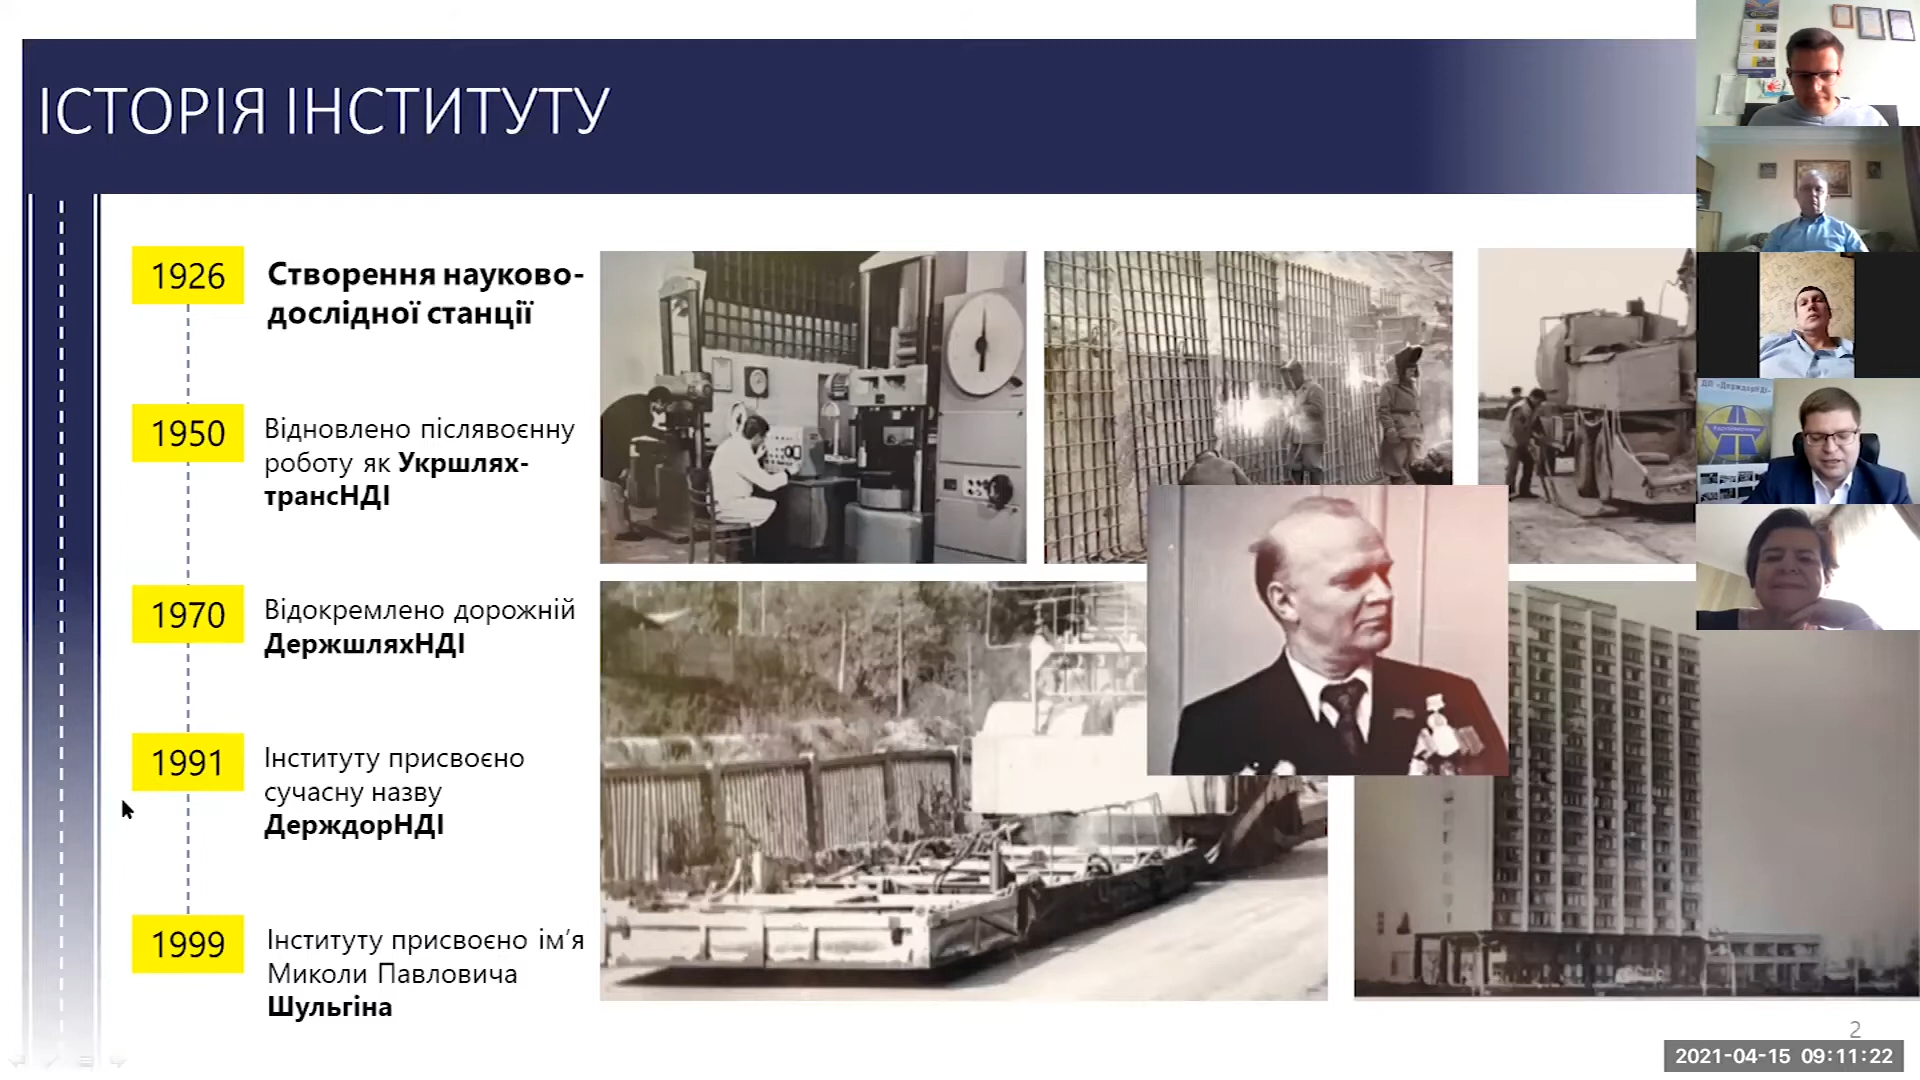 ІСТОРІЯ ІНСТИТУТУ
1926
Створення науково-
дослідної станції
1950
Відновлено післявоєнну
роботу як Укршлях-
трансНДІ
1970
Відокремлено дорожній
ДержшляхНДІ
1991
Інституту присвоєно
сучасну назву
ДерждорНДІ
1999
Інституту присвоєно ім’я
Миколи Павловича
Шульгіна
ДП «ДерждорНДІ»
2
2021-04-15 09:11:22